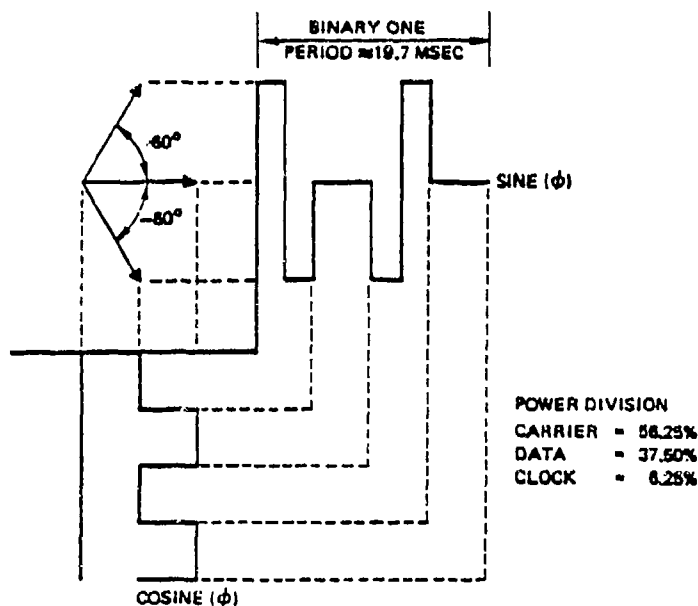 BINARY ONE
PERIOD ≈19.7 MSEC
60°
-60°
SINE (ϕ)
POWER DIVISION
CARRIER = 56.25%
DATA = 37.50%
CLOCK = 6.25%
COSINE (ϕ)